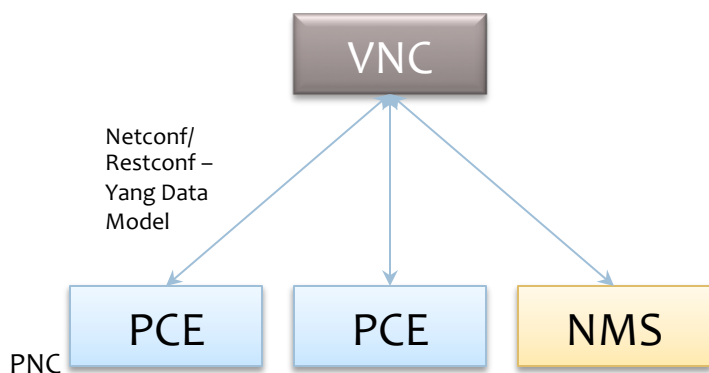 VNC
Netconf/
Restconf –
Yang Data
Model
PCE
PCE
NMS
PNC